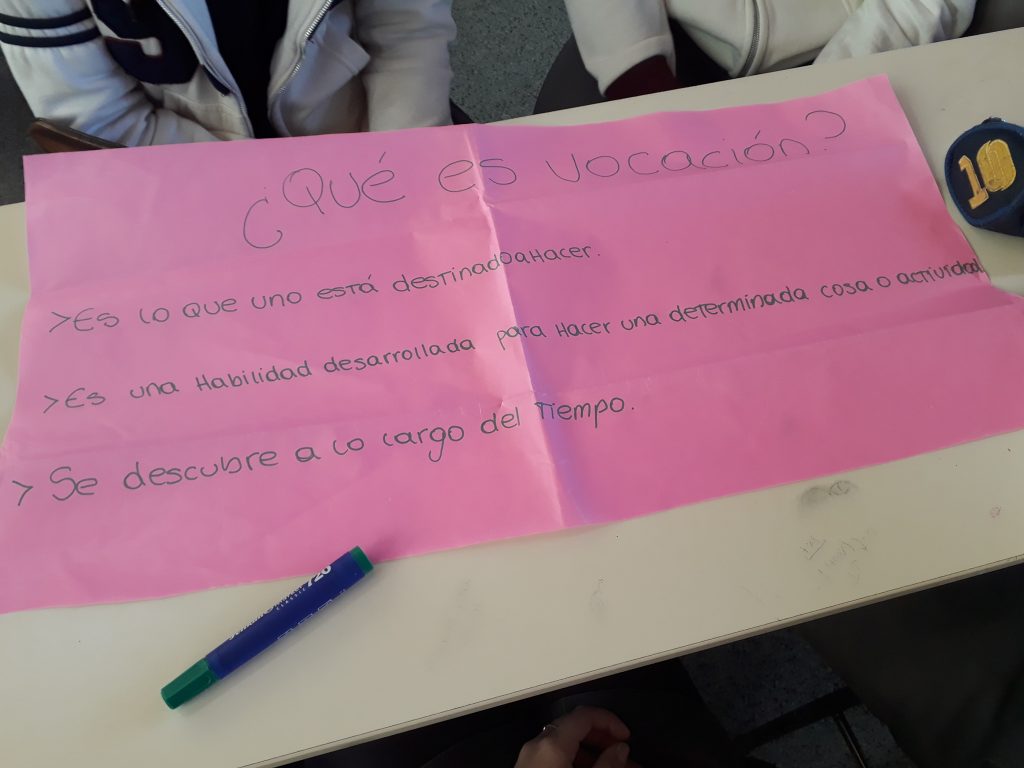 ¿Qué es vocación?
>Es lo que uno está destinado a Hacer.
>Es una Habilidad desarrollada para Hacer una determinada cosa o actividad.
> Se descubre a lo largo del Tiempo.
10
720